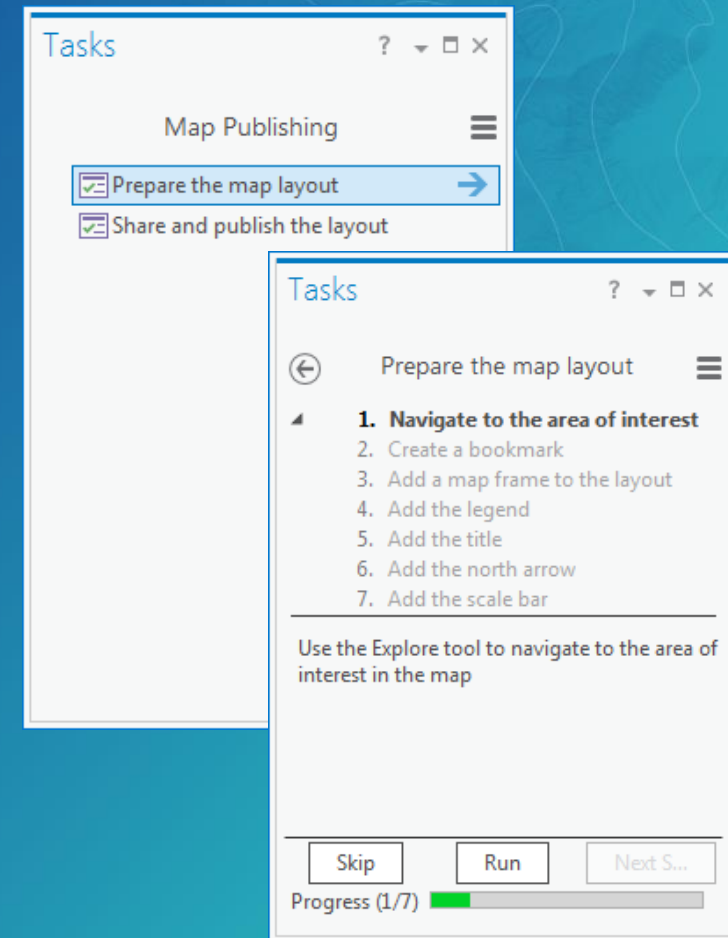 Tasks
Map Publishing
Prepare the map layout
Share and publish the layout
Tasks
Prepare the map layout
1. Navigate to the area of interest
2. Create a bookmark
3. Add a map frame to the layout
4. Add the legend
5. Add the title
6. Add the north arrow
7. Add the scale bar
Use the Explore tool to navigate to the area of
interest in the map
Skip Run Next S...
Progress (1/7)